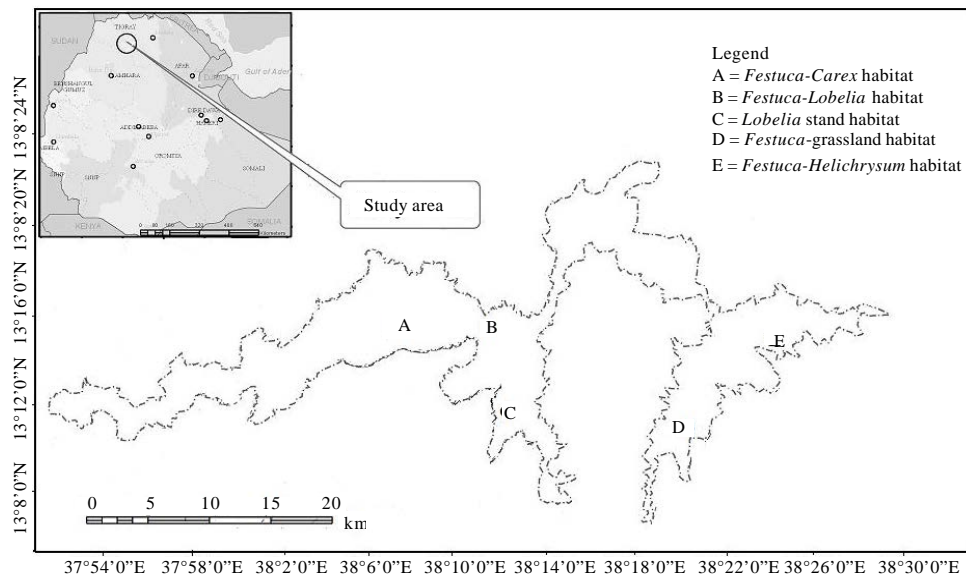 TIGRAY
SUDAN
AFAR
Gulf of Aden
AMHARA
DIRE DAWA
ADDIS ABEBA
OROMIYA
SOMALI
SNNP
KENYA
SOMALIA
Study area
Legend
A = Festuca-Carex habitat
B = Festuca-Lobelia habitat
C = Lobelia stand habitat
D = Festuca-grassland habitat
E = Festuca-Helichrysum habitat
13°8'24"N
13°8'20"N
13°16'0"N
13°12'0"N
13°8'0"N
A
B
C
D
E
0 5 10 15 20
km
37°54'0"E 37°58'0"E 38°2'0"E 38°6'0"E 38°10'0"E 38°14'0"E 38°18'0"E 38°22'0"E 38°26'0"E 38°30'0"E